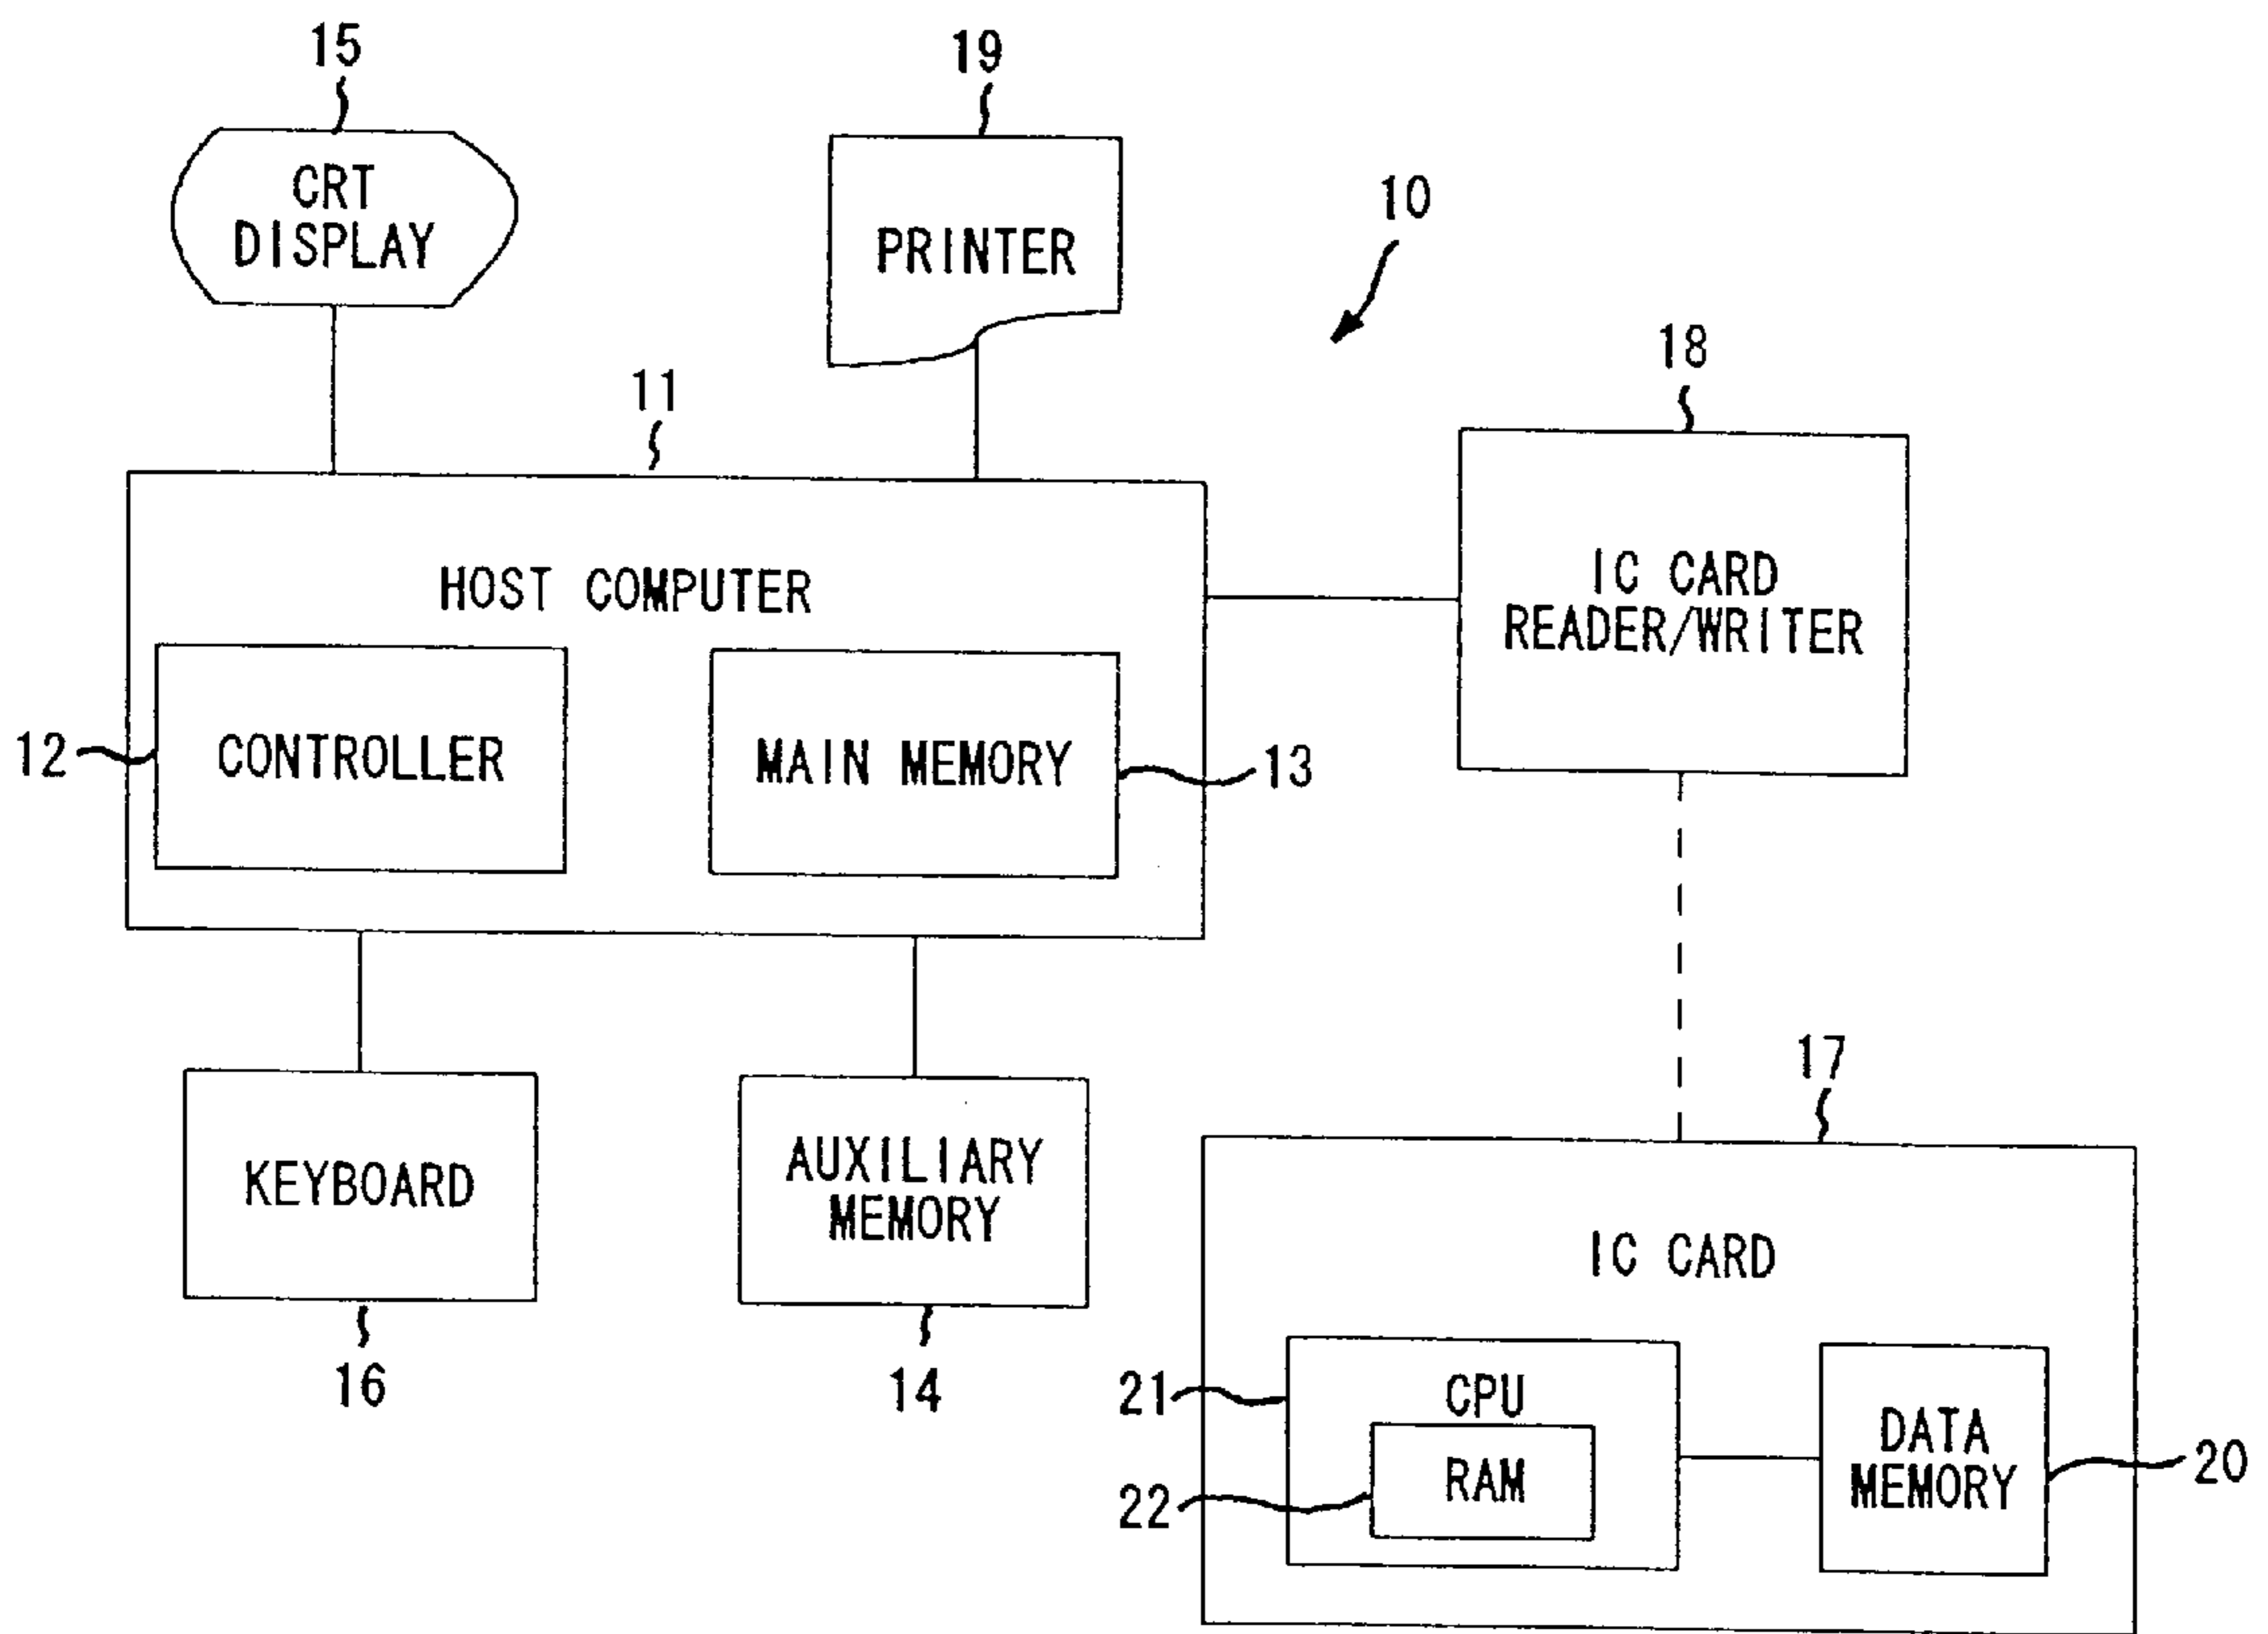 15
CRT
DISPLAY
19
PRINTER
10
11
HOST COMPUTER
12
CONTROLLER
MAIN MEMORY
13
18
IC CARD
READER/WRITER
KEYBOARD
16
AUXILIARY
MEMORY
14
17
IC CARD
21
CPU
22
RAM
DATA
MEMORY
20